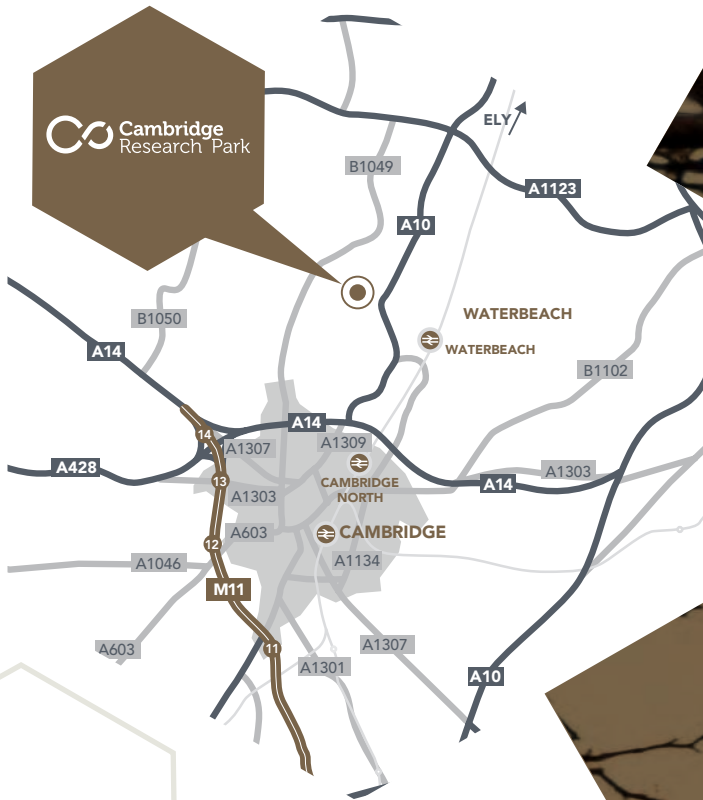 Cambridge
Research Park
ELY
B1049
A1123
A10
WATERBEACH
B1050
WATERBEACH
A14
B1102
A14
14
A1309
A1307
A428
A1303
13
CAMBRIDGE
NORTH
A14
A1303
A603
CAMBRIDGE
12
A1046
A1134
M11
A603
11
A1307
A1301
A10